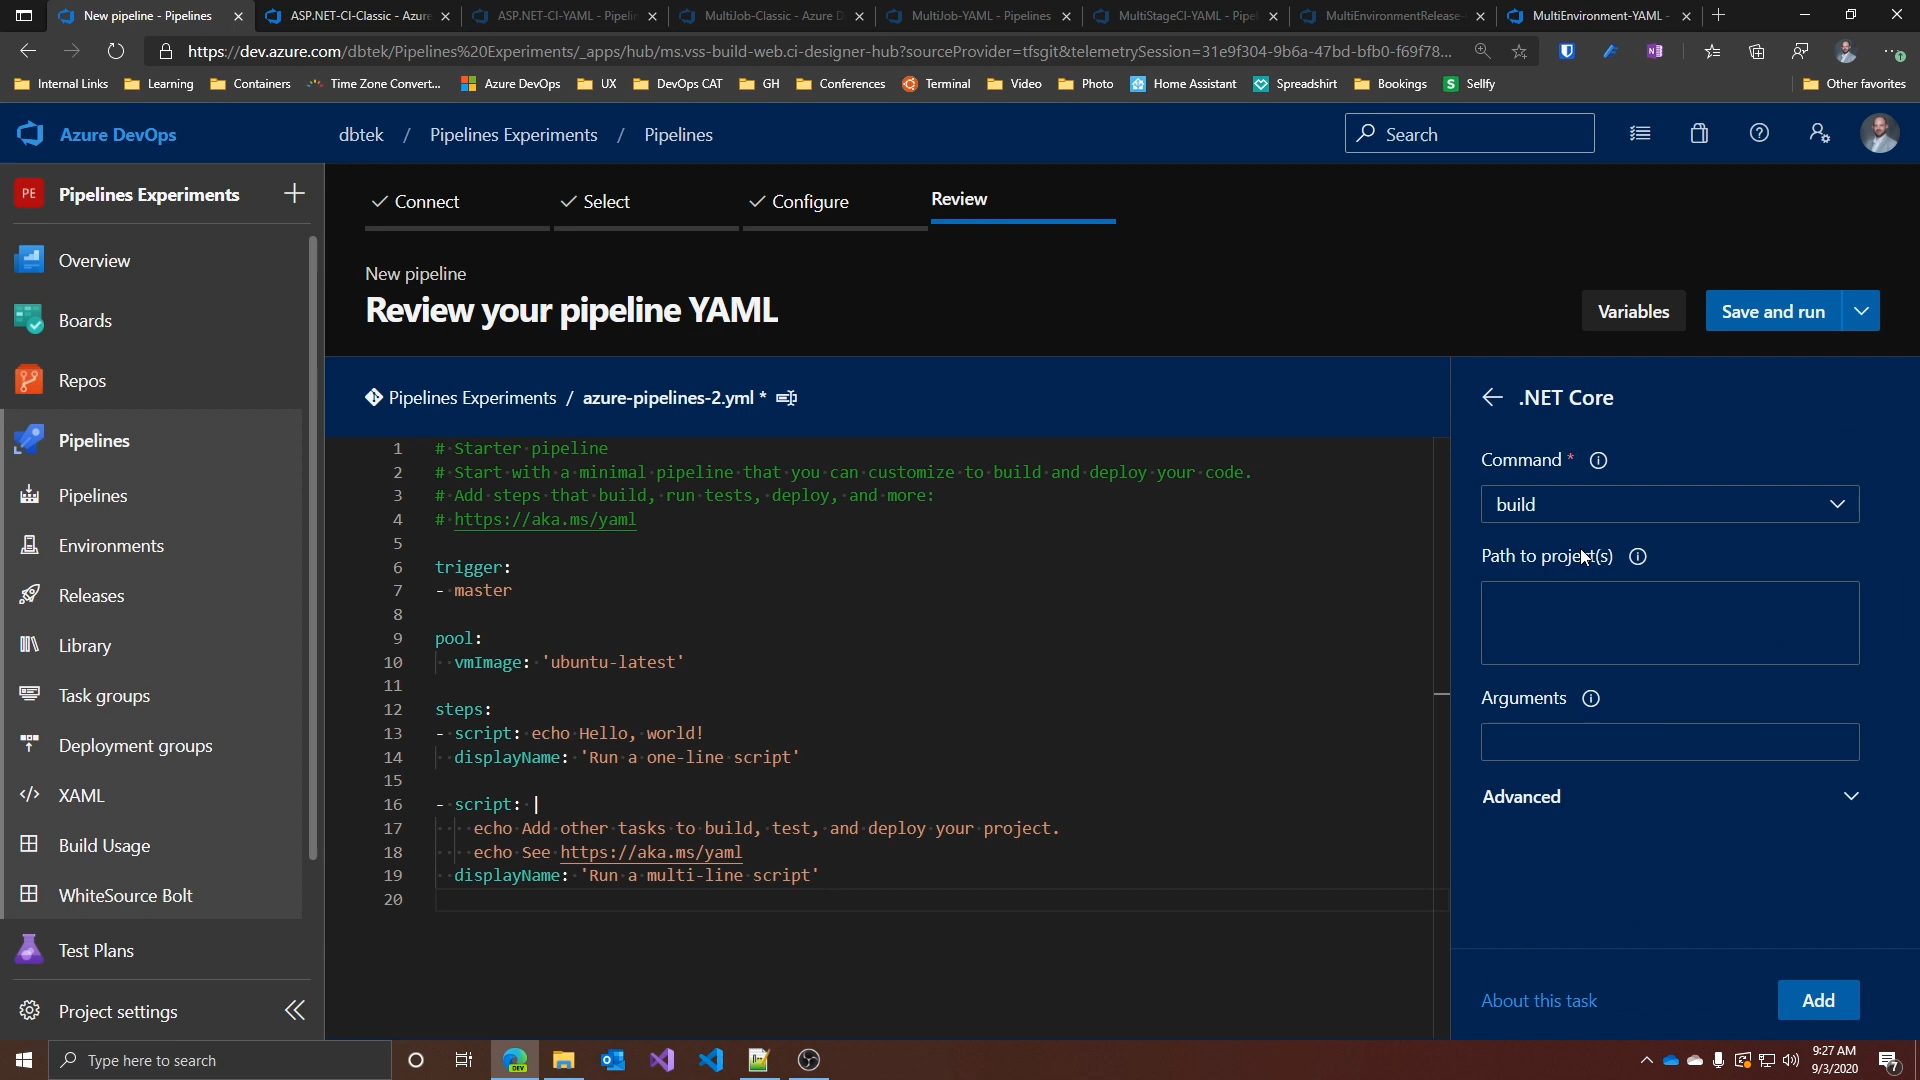 New pipeline - Pipelines
ASP.NET-CI-Classic - Azure
ASP.NET-CI-YAML - Pipelin
MultiJob-Classic - Azure D
MultiJob-YAML - Pipelines
MultiStageCI-YAML - Pipel
MultiEnvironmentRelease-
MultiEnvironment-YAML -
https://dev.azure.com/dbtek/Pipelines%20Experiments/_apps/hub/ms.vss-build-web.ci-designer-hub?sourceProvider=tfsgit&telemetrySession=31e9f304-9b6a-47bd-bfb0-f69f78...
Internal Links
Learning
Containers
Time Zone Convert...
Azure DevOps
UX
DevOps CAT
GH
Conferences
Terminal
Video
Photo
Home Assistant
Spreadshirt
Bookings
S Sellfy
Other favorites
Azure DevOps
dbtek / Pipelines Experiments / Pipelines
Search
PE Pipelines Experiments
Overview
Boards
Repos
Pipelines
Pipelines
Environments
Releases
Library
Task groups
Deployment groups
XAML
Build Usage
WhiteSource Bolt
Test Plans
Project settings
Connect
Select
Configure
Review
New pipeline
Review your pipeline YAML
Variables
Save and run
Pipelines Experiments / azure-pipelines-2.yml *
1 # Starter pipeline
2 # Start with a minimal pipeline that you can customize to build and deploy your code.
3 # Add steps that build, run tests, deploy, and more:
4 # https://aka.ms/yaml
5
6 trigger:
7 - master
8
9 pool:
10 vmImage: 'ubuntu-latest'
11
12 steps:
13 - script: echo Hello, world!
14 displayName: 'Run a one-line script'
15
16 - script: |
17 echo Add other tasks to build, test, and deploy your project.
18 echo See https://aka.ms/yaml
19 displayName: 'Run a multi-line script'
20
.NET Core
Command *
build
Path to project(s)
Arguments
Advanced
About this task
Add
Type here to search
DEV
9:27 AM
9/3/2020
7